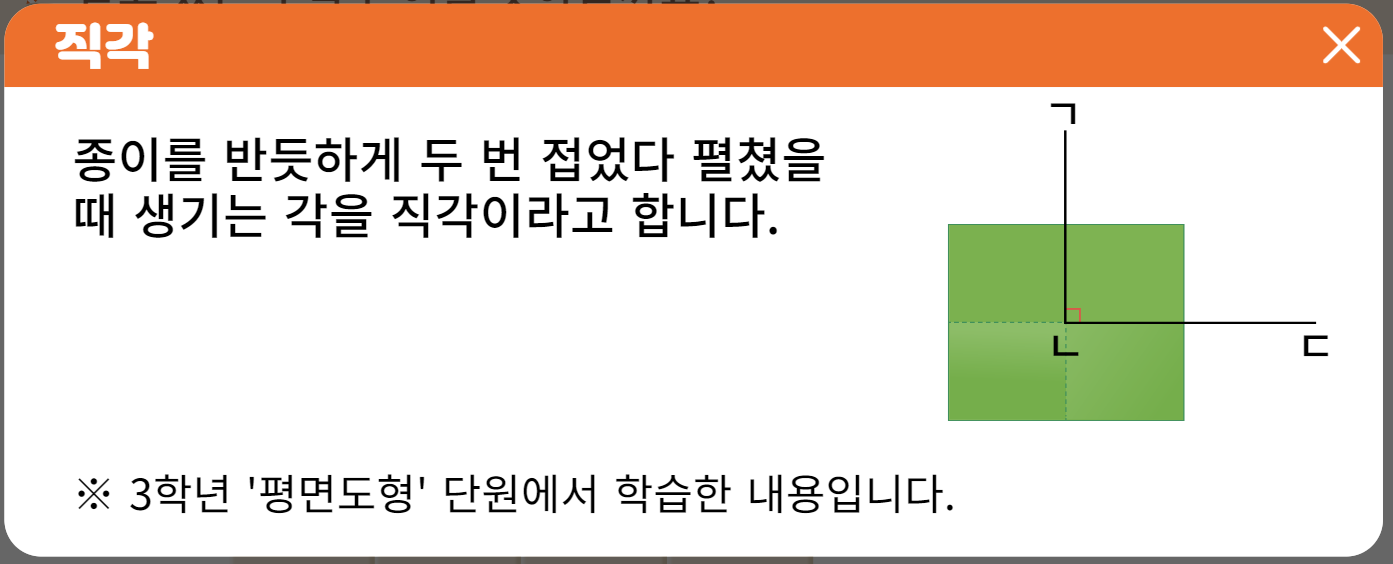 직각
종이를 반듯하게 두 번 접었다 펼쳤을
때 생기는 각을 직각이라고 합니다.
ㄱ
ㄴ
ㄷ
※ 3학년 '평면도형' 단원에서 학습한 내용입니다.